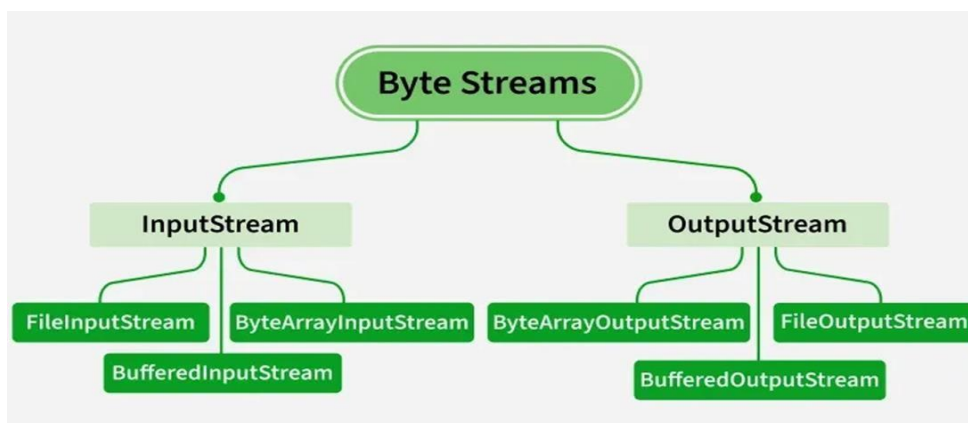 Byte Streams
InputStream
OutputStream
FileInputStream
ByteArrayInputStream
ByteArrayOutputStream
FileOutputStream
BufferedInputStream
BufferedOutputStream